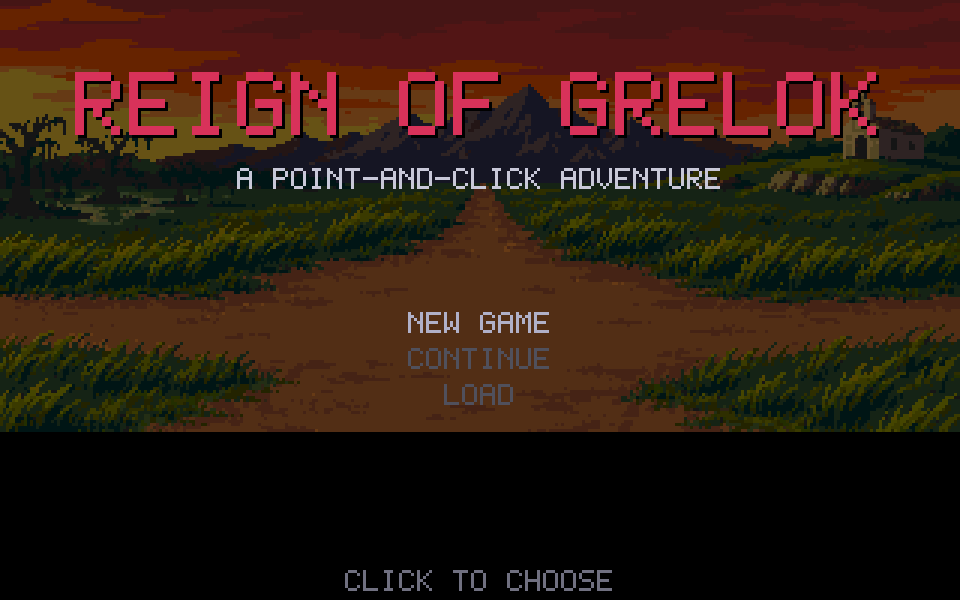 REIGN OF GRELOK
A POINT-AND-CLICK ADVENTURE
NEW GAME
CONTINUE
LOAD
CLICK TO CHOOSE